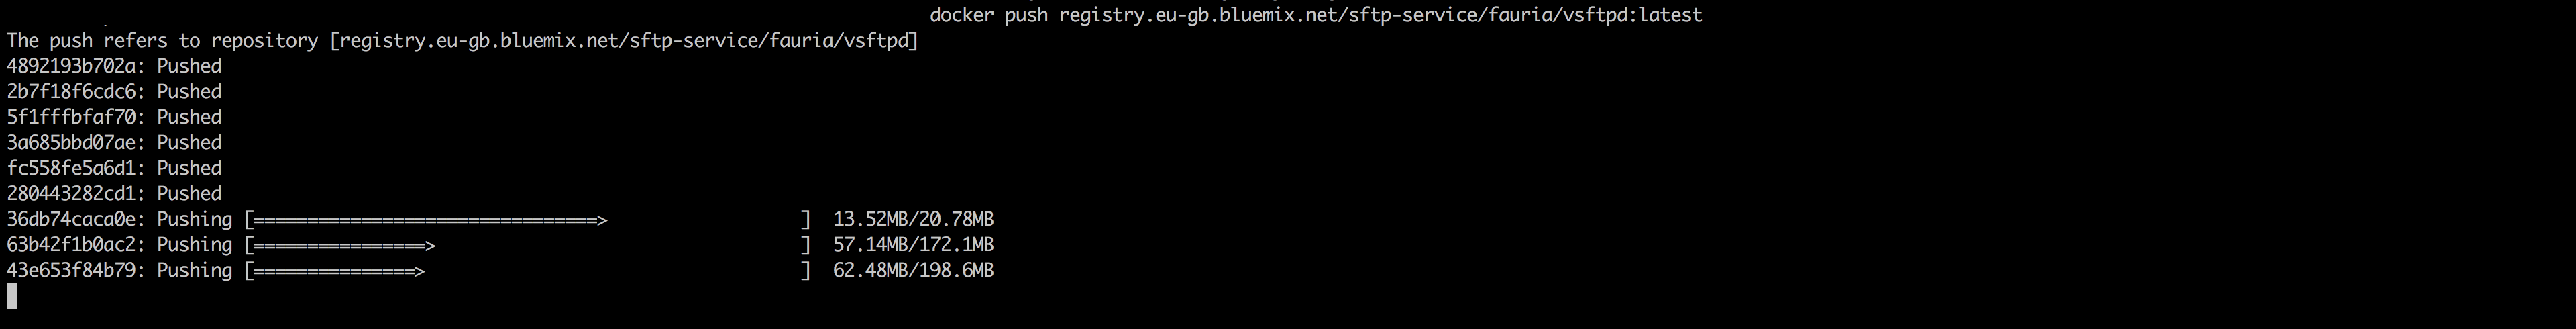 docker push registry.eu-gb.bluemix.net/sftp-service/fauria/vsftpd:latest
The push refers to repository [registry.eu-gb.bluemix.net/sftp-service/fauria/vsftpd]
4892193b702a: Pushed
2b7f18f6cdc6: Pushed
5f1fffbfaf70: Pushed
3a685bbd07ae: Pushed
fc558fe5a6d1: Pushed
280443282cd1: Pushed
36db74caca0e: Pushing [================================>                  ]  13.52MB/20.78MB
63b42f1b0ac2: Pushing [================>                                  ]  57.14MB/172.1MB
43e653f84b79: Pushing [===============>                                   ]  62.48MB/198.6MB